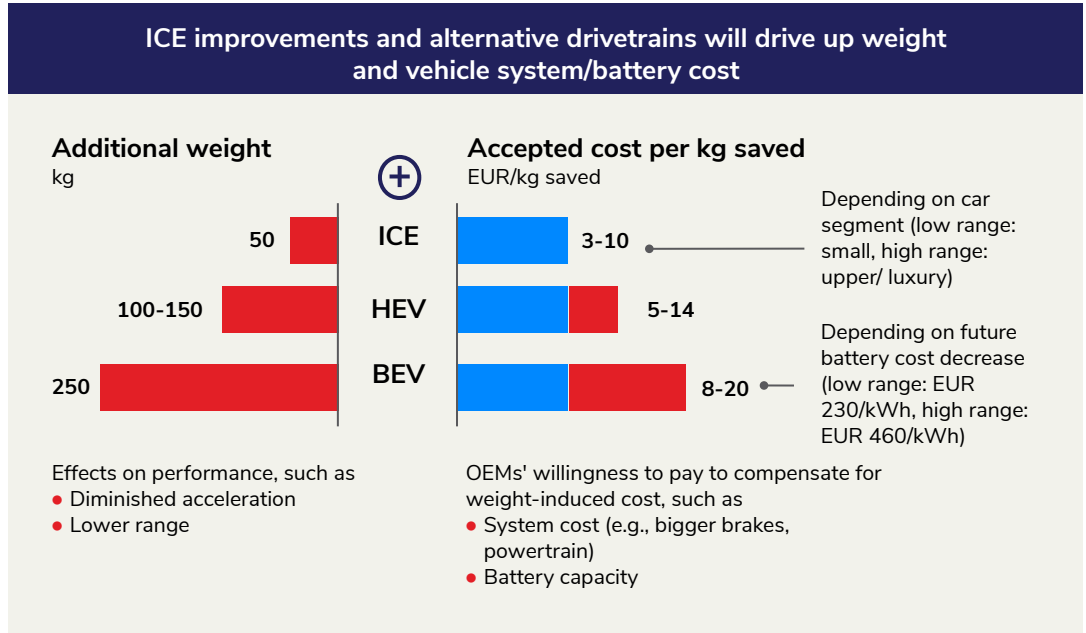 ICE improvements and alternative drivetrains will drive up weight
and vehicle system/battery cost
Additional weight
kg
Accepted cost per kg saved
EUR/kg saved
50
ICE
3-10
Depending on car
segment (low range:
small, high range:
upper/ luxury)
100-150
HEV
5-14
250
BEV
8-20
Depending on future
battery cost decrease
(low range: EUR
230/kWh, high range:
EUR 460/kWh)
Effects on performance, such as
Diminished acceleration
Lower range
OEMs' willingness to pay to compensate for
weight-induced cost, such as
System cost (e.g., bigger brakes,
powertrain)
Battery capacity